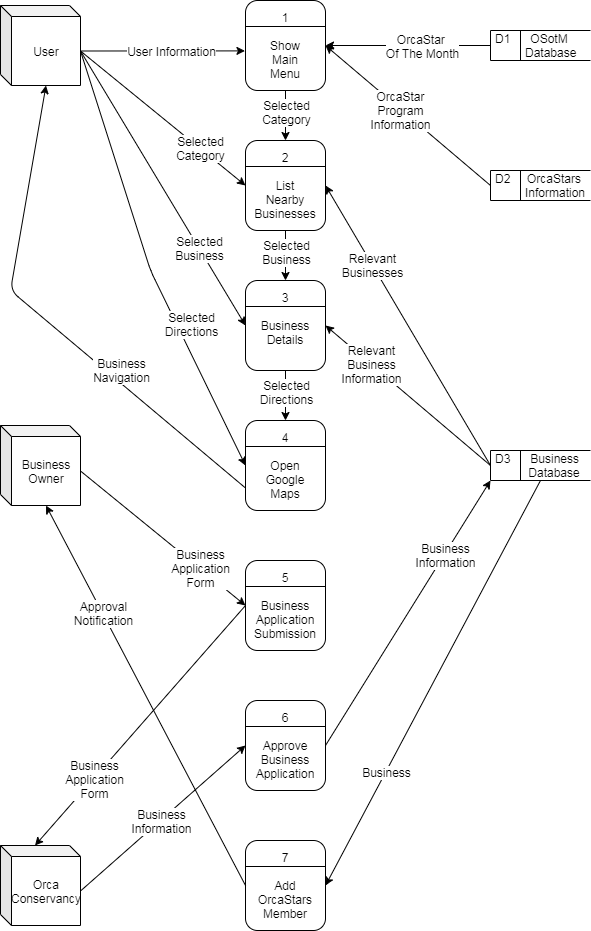 1
User
User Information
Show
Main
Menu
OrcaStar
Of The Month
D1
OSotM
Database
OrcaStar
Program
Information
Selected
Category
Selected
Category
2
List
Nearby
Businesses
D2
OrcaStars
Information
Selected
Business
Selected
Business
Relevant
Businesses
3
Business
Details
Selected
Directions
Relevant
Business
Information
Business
Navigation
Selected
Directions
4
Open
Google
Maps
Business
Owner
D3
Business
Database
Business
Application
Form
5
Business
Application
Submission
Business
Information
Approval
Notification
6
Approve
Business
Application
Business
Application
Form
Business
Business
Information
7
Add
OrcaStars
Member
Orca
Conservancy